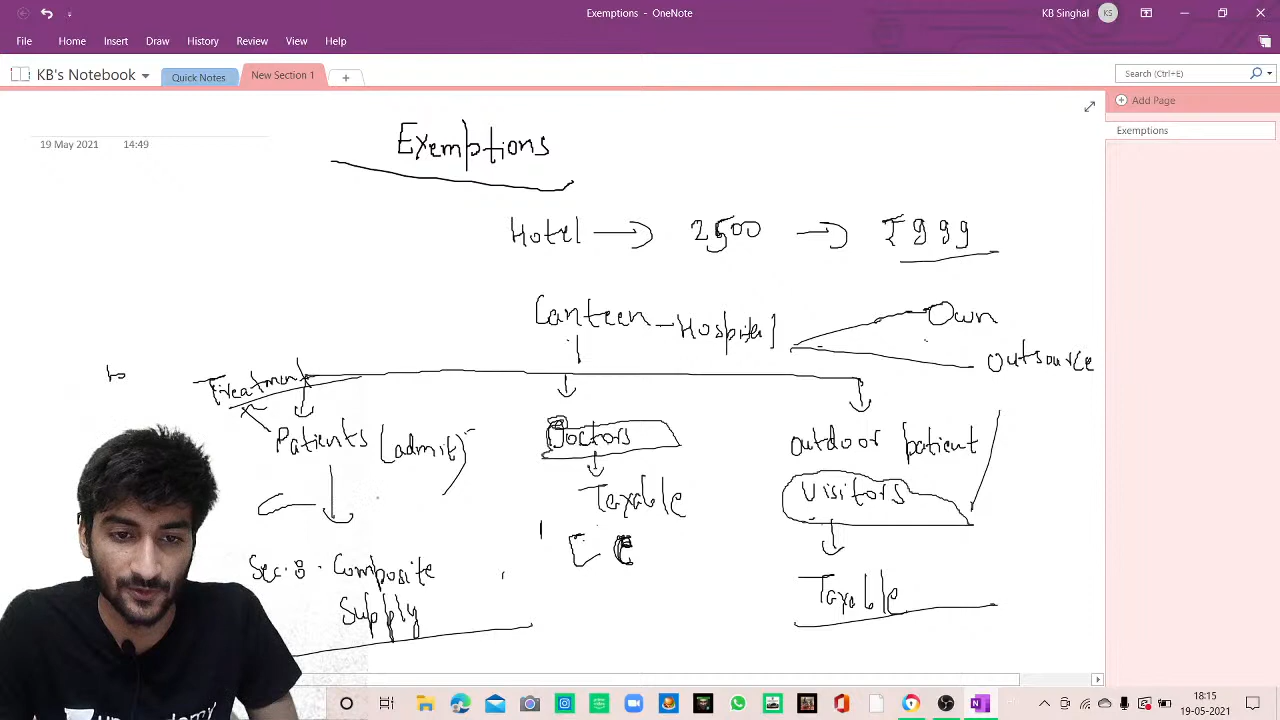 Exemptions - OneNote
KB Singhal KS
File Home Insert Draw History Review View Help
KB's Notebook Quick Notes New Section 1 +
Search (Ctrl+E)
Add Page
Exemptions
19 May 2021 14:49
Exemptions
Hotel 2500 ₹999
Canteen - Hospital
Own
Outsource
to
Treatment
Patients (admit)
Doctors
outdoor patient
Visitors
Taxable
Sec. 8. Composite
Supply
Taxable
18:15
19-05-2021